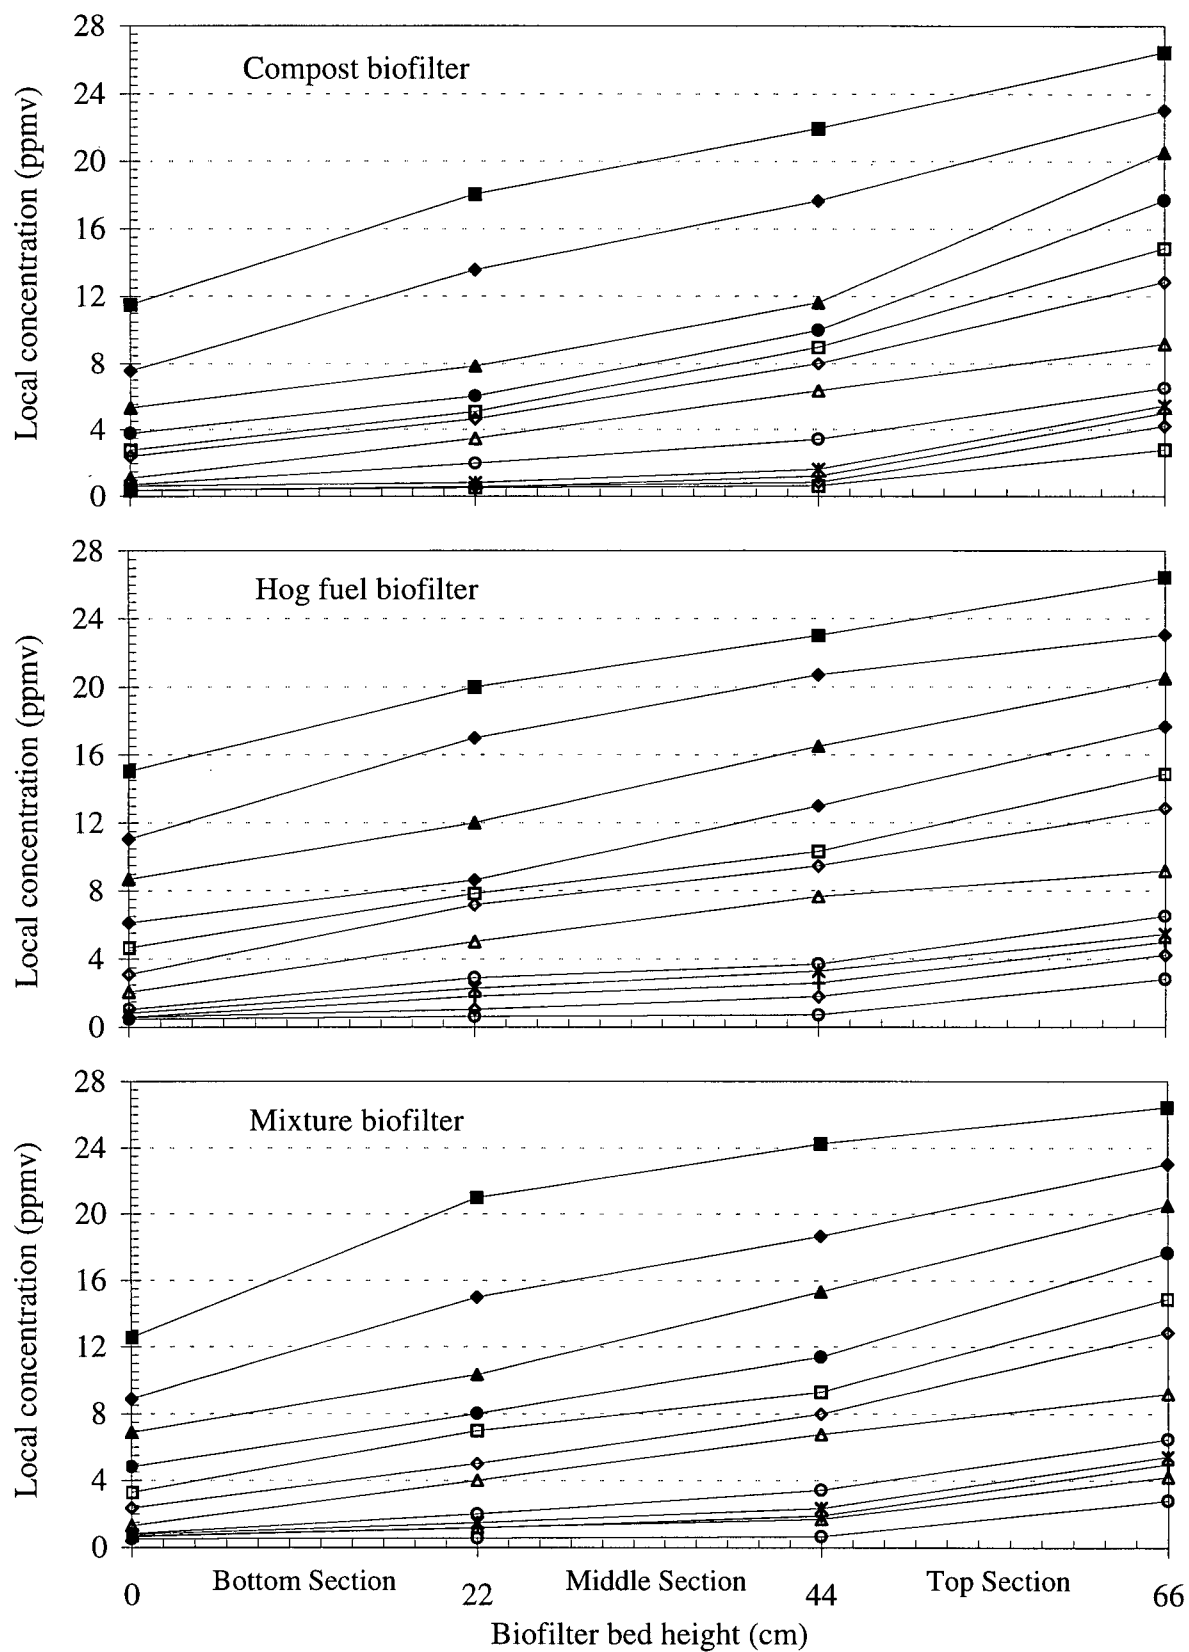 28
Compost biofilter
24
20
16
12
8
4
0
Local concentration (ppmv)
28
Hog fuel biofilter
24
20
16
12
8
4
0
Local concentration (ppmv)
28
Mixture biofilter
24
20
16
12
8
4
0
Local concentration (ppmv)
Bottom Section Middle Section Top Section
0 22 44 66
Biofilter bed height (cm)